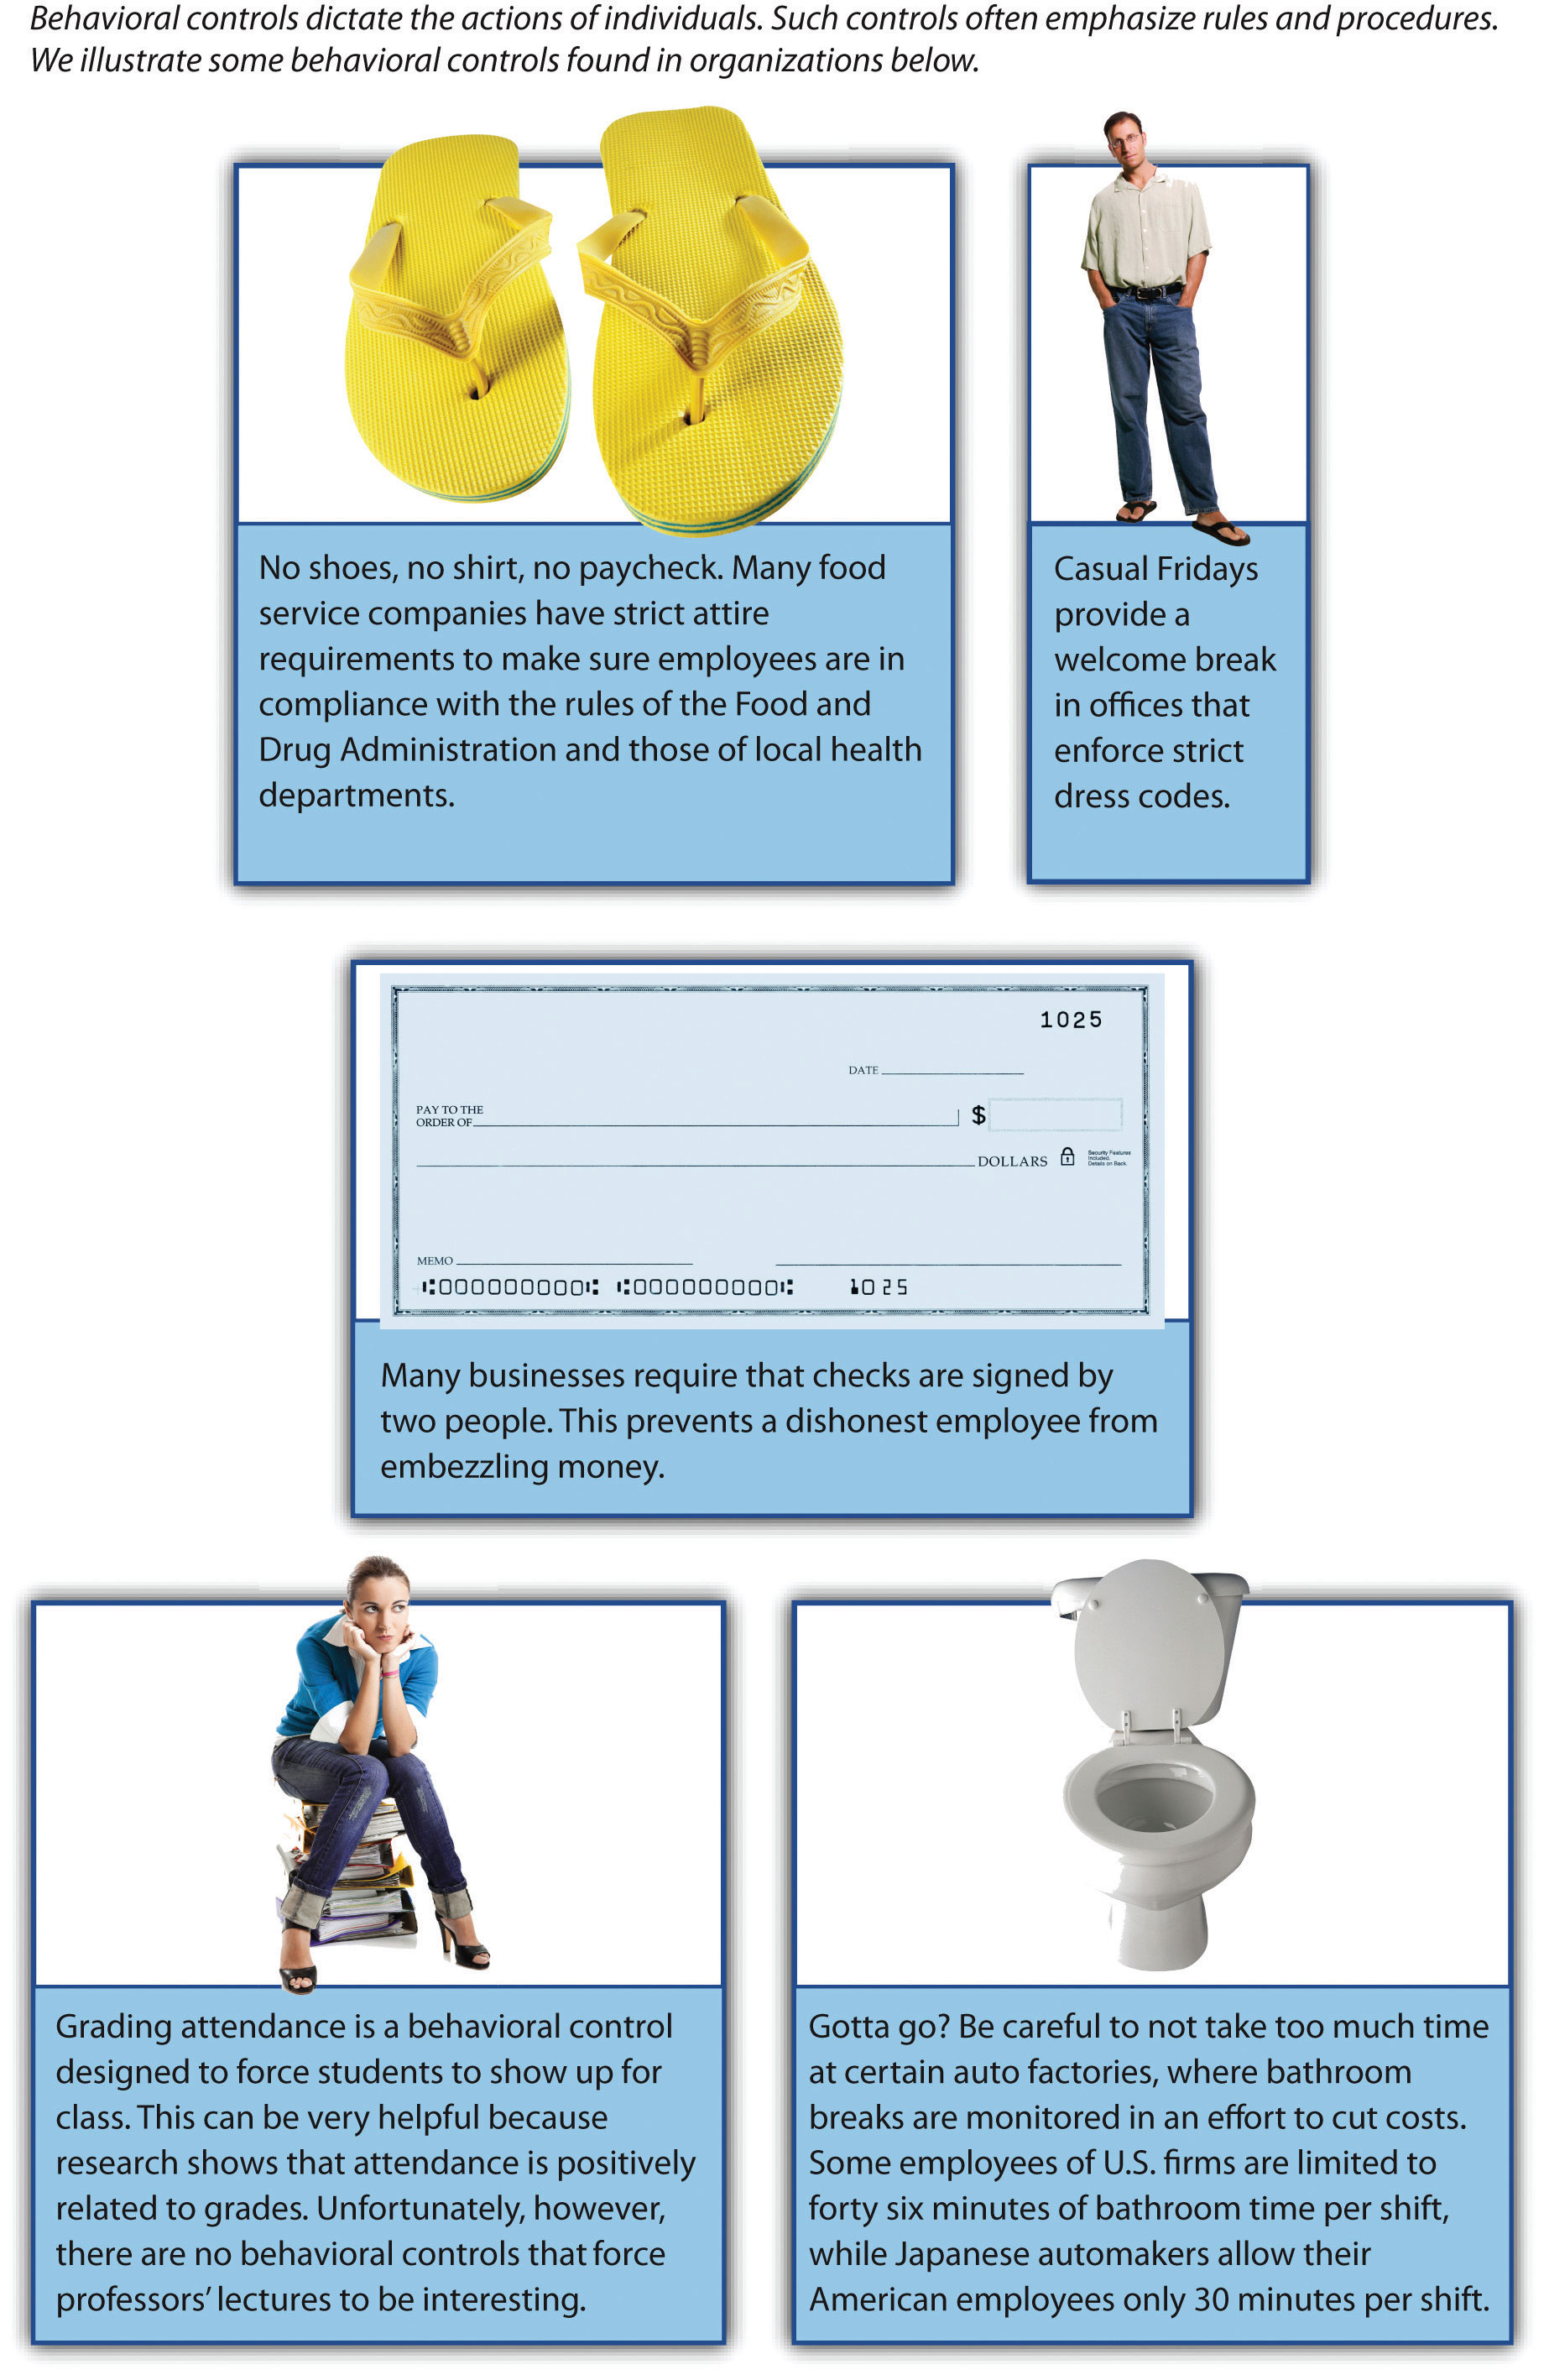 Behavioral controls dictate the actions of individuals. Such controls often emphasize rules and procedures.
We illustrate some behavioral controls found in organizations below.
No shoes, no shirt, no paycheck. Many food
service companies have strict attire
requirements to make sure employees are in
compliance with the rules of the Food and
Drug Administration and those of local health
departments.
Casual Fridays
provide a
welcome break
in offices that
enforce strict
dress codes.
1025
DATE
PAY TO THE
ORDER OF
$
DOLLARS
Security Features
Included.
Details on Back.
MEMO
⑆000000000⑆ ⑆000000000⑆ 1025
Many businesses require that checks are signed by
two people. This prevents a dishonest employee from
embezzling money.
Grading attendance is a behavioral control
designed to force students to show up for
class. This can be very helpful because
research shows that attendance is positively
related to grades. Unfortunately, however,
there are no behavioral controls that force
professors’ lectures to be interesting.
Gotta go? Be careful to not take too much time
at certain auto factories, where bathroom
breaks are monitored in an effort to cut costs.
Some employees of U.S. firms are limited to
forty six minutes of bathroom time per shift,
while Japanese automakers allow their
American employees only 30 minutes per shift.